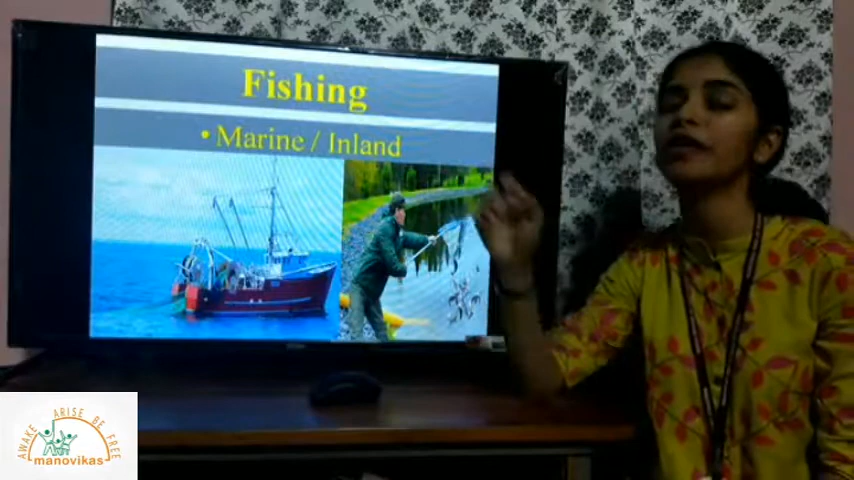 Fishing
• Marine / Inland
AWAKE ARISE BE FREE
manovikas